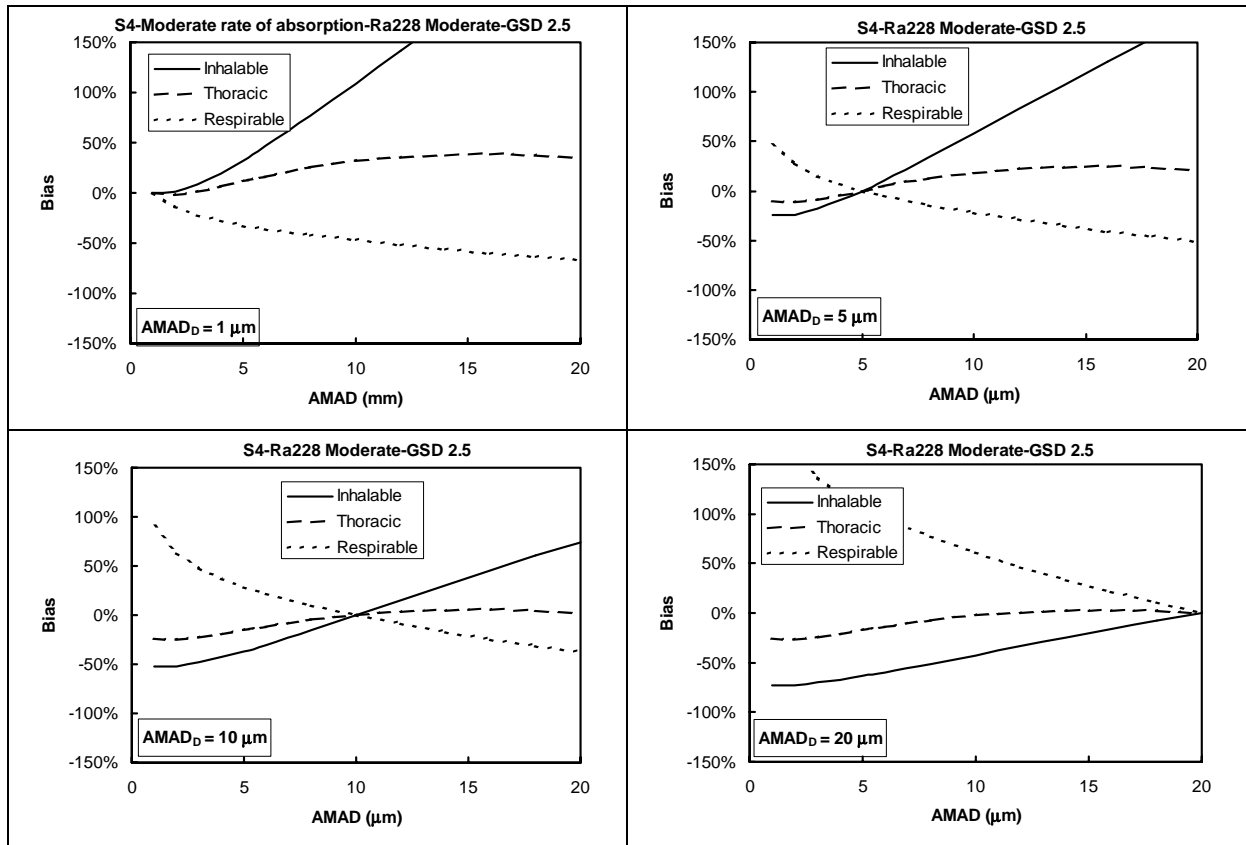 S4-Moderate rate of absorption-Ra228 Moderate-GSD 2.5
150%
100%
50%
0%
-50%
-100%
-150%
Bias
Inhalable
Thoracic
Respirable
AMADD = 1 μm
0 5 10 15 20
AMAD (mm)
S4-Ra228 Moderate-GSD 2.5
150%
100%
50%
0%
-50%
-100%
-150%
Bias
Inhalable
Thoracic
Respirable
AMADD = 5 μm
0 5 10 15 20
AMAD (μm)
S4-Ra228 Moderate-GSD 2.5
150%
100%
50%
0%
-50%
-100%
-150%
Bias
Inhalable
Thoracic
Respirable
AMADD = 10 μm
0 5 10 15 20
AMAD (μm)
S4-Ra228 Moderate-GSD 2.5
150%
100%
50%
0%
-50%
-100%
-150%
Bias
Inhalable
Thoracic
Respirable
AMADD = 20 μm
0 5 10 15 20
AMAD (μm)